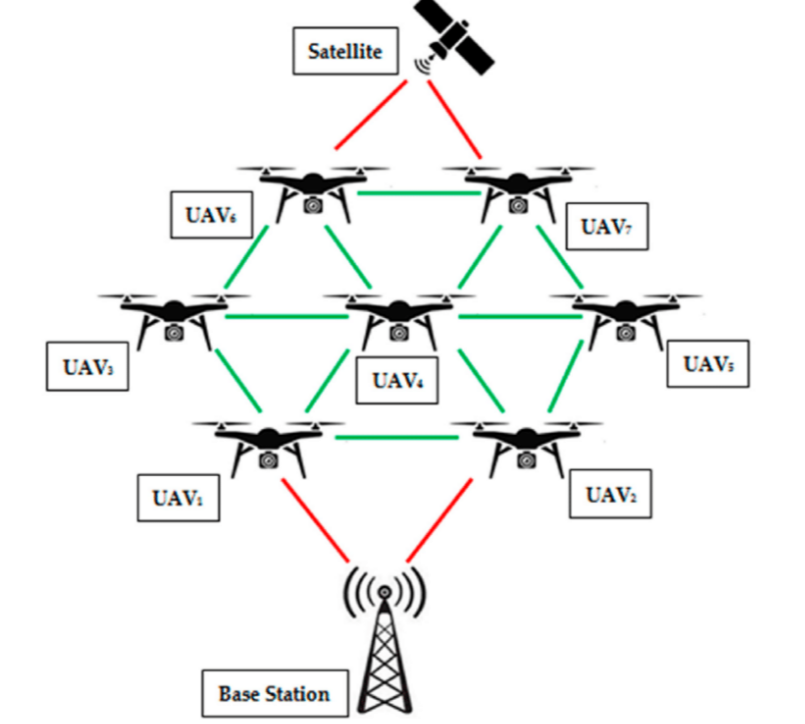 Satellite
UAV₆
UAV₇
UAV₃
UAV₄
UAV₅
UAV₁
UAV₂
Base Station